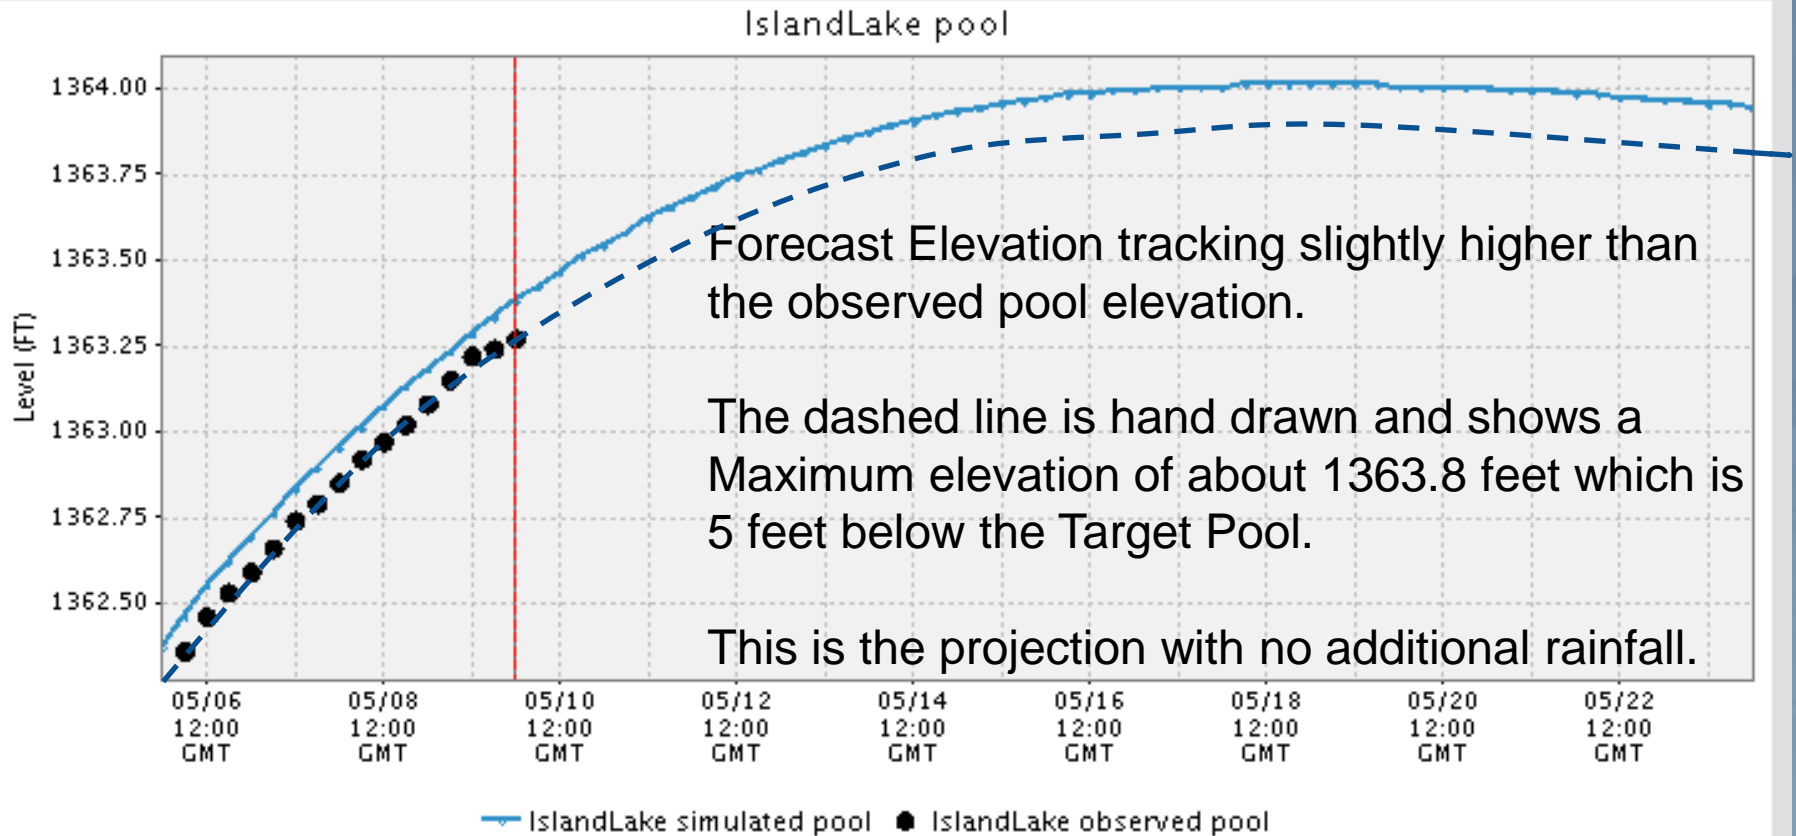 IslandLake pool
1364.00
1363.75
1363.50
1363.25
1363.00
1362.75
1362.50
Level (FT)
Forecast Elevation tracking slightly higher than
the observed pool elevation.
The dashed line is hand drawn and shows a
Maximum elevation of about 1363.8 feet which is
5 feet below the Target Pool.
This is the projection with no additional rainfall.
05/06 05/08 05/10 05/12 05/14 05/16 05/18 05/20 05/22
12:00 12:00 12:00 12:00 12:00 12:00 12:00 12:00 12:00
GMT GMT GMT GMT GMT GMT GMT GMT GMT
IslandLake simulated pool IslandLake observed pool